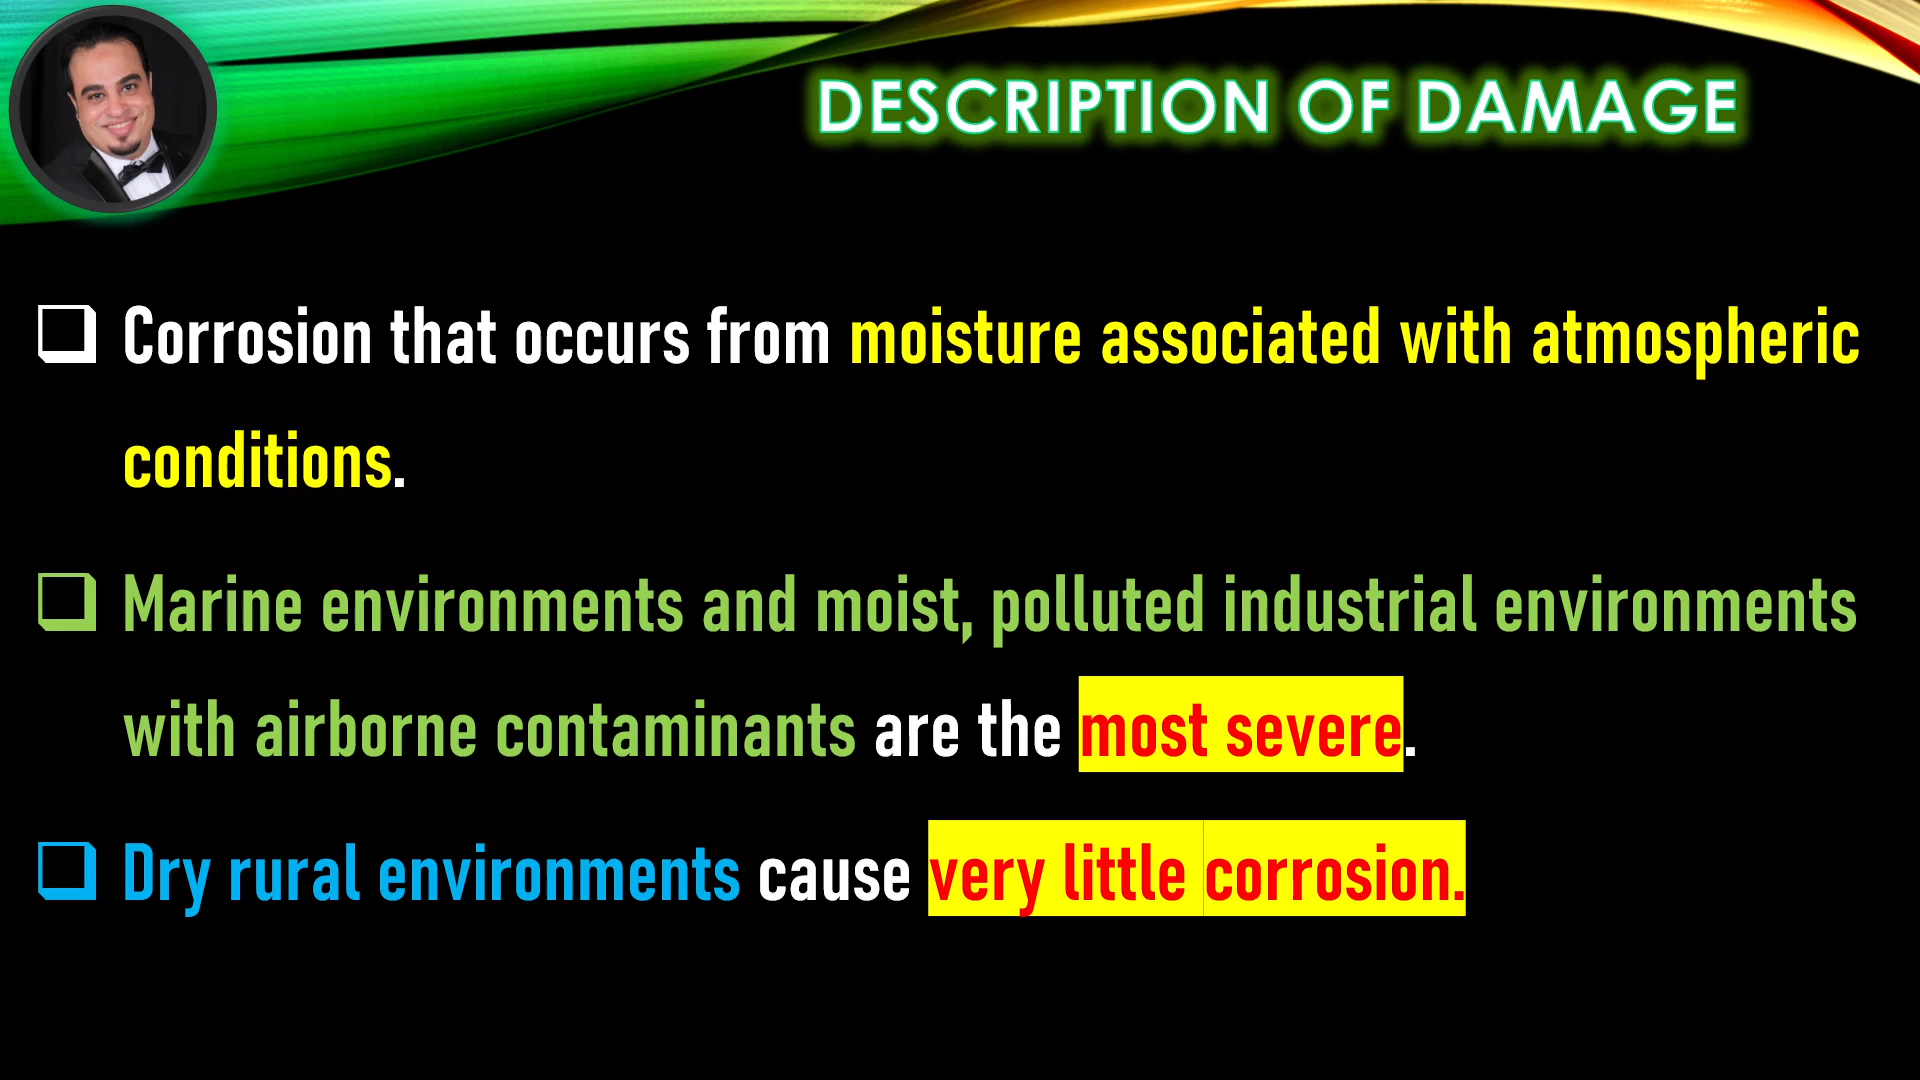 DESCRIPTION OF DAMAGE
Corrosion that occurs from moisture associated with atmospheric
conditions.
Marine environments and moist, polluted industrial environments
with airborne contaminants are the most severe.
Dry rural environments cause very little corrosion.